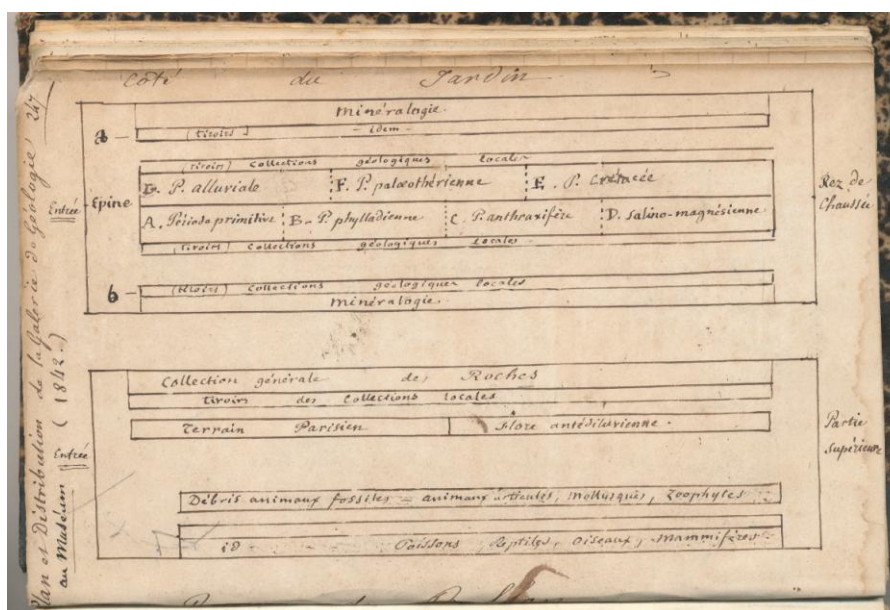 247
Plan et Distribution de la Galerie de Géologie
au Muséum (1842.)
Côté du Jardin
Minéralogie.
a - (tiroirs) - idem -
Entrée
Epine
(tiroirs) Collections géologiques locales
G. P. alluviale F. P. palæothérienne E. P. Crétacée
A. Période primitive B. P. phylladienne C. P. anthraxifère D. Salino-magnésienne
(tiroirs) Collections géologiques locales
Rez de
Chaussée
b - (tiroirs) Collections géologiques locales
Minéralogie.
Collection générale des Roches
Tiroirs des Collections locales
Terrain Parisien Flore antédiluvienne.
Entrée
Partie
Supérieure
Débris animaux fossiles = animaux articulés, Mollusques, Zoophytes
id Poissons, Reptiles, Oiseaux, Mammifères